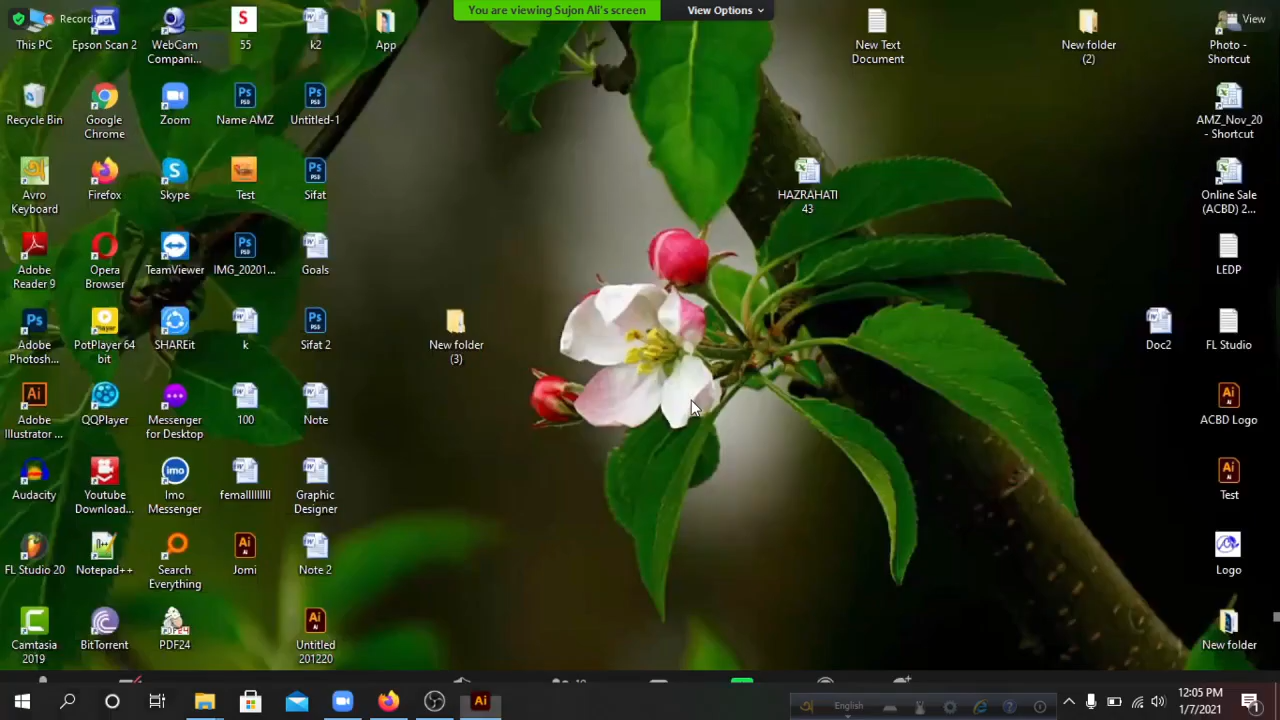 Recording
You are viewing Sujon Ali's screen
View Options
View
This PC
Epson Scan 2
WebCam
Compani...
55
k2
App
New Text
Document
New folder
(2)
Photo -
Shortcut
Recycle Bin
Google
Chrome
Zoom
Name AMZ
Untitled-1
AMZ_Nov_20
- Shortcut
Avro
Keyboard
Firefox
Skype
Test
Sifat
HAZRAHATI
43
Online Sale
(ACBD) 2...
Adobe
Reader 9
Opera
Browser
TeamViewer
IMG_20201...
Goals
LEDP
Adobe
Photosh...
PotPlayer 64
bit
SHAREit
k
Sifat 2
New folder
(3)
Doc2
FL Studio
Adobe
Illustrator ...
QQPlayer
Messenger
for Desktop
100
Note
ACBD Logo
Audacity
Youtube
Download...
Imo
Messenger
femallllllllll
Graphic
Designer
Test
FL Studio 20
Notepad++
Search
Everything
Jomi
Note 2
Logo
Camtasia
2019
BitTorrent
PDF24
Untitled
201220
New folder
English
12:05 PM
1/7/2021